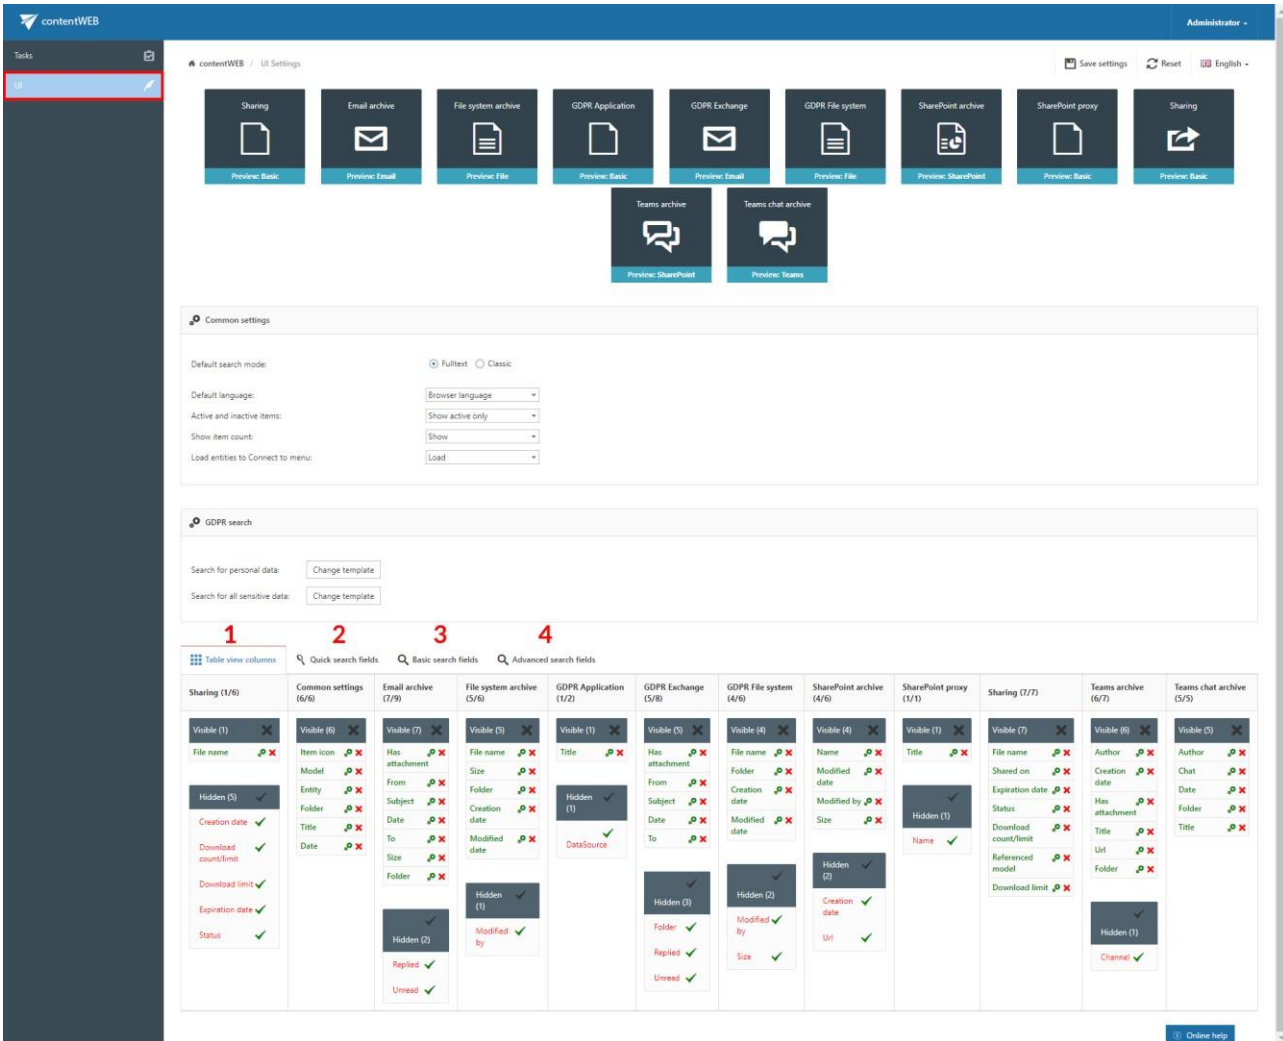 contentWEB
Administrator
Tasks
UI
contentWEB / UI Settings
Save settings
Reset
English
Sharing
Preview: Basic
Email archive
Preview: Email
File system archive
Preview: File
GDPR Application
Preview: Basic
GDPR Exchange
Preview: Email
GDPR File system
Preview: File
SharePoint archive
Preview: SharePoint
SharePoint proxy
Preview: Basic
Sharing
Preview: Basic
Teams archive
Preview: SharePoint
Teams chat archive
Preview: Teams
Common settings
Default search mode: Fulltext Classic
Default language: Browser language
Active and inactive items: Show active only
Show item count: Show
Load entities to Connect to menu: Load
GDPR search
Search for personal data: Change template
Search for all sensitive data: Change template
1 2 3 4
Table view columns Quick search fields Basic search fields Advanced search fields
Sharing (1/6)
Visible (1)
File name
Hidden (5)
Creation date
Download
count/limit
Download limit
Expiration date
Status
Common settings
(6/6)
Visible (6)
Item icon
Model
Entity
Folder
Title
Date
Email archive
(7/9)
Visible (7)
Has
attachment
From
Subject
Date
To
Size
Folder
Hidden (2)
Replied
Unread
File system archive
(5/6)
Visible (5)
File name
Size
Folder
Creation
date
Modified
date
Hidden
(1)
Modified
by
GDPR Application
(1/2)
Visible (1)
Title
Hidden
(1)
DataSource
GDPR Exchange
(5/8)
Visible (5)
Has
attachment
From
Subject
Date
To
Hidden (3)
Folder
Replied
Unread
GDPR File system
(4/6)
Visible (4)
File name
Folder
Creation
date
Modified
date
Hidden (2)
Modified
by
Size
SharePoint archive
(4/6)
Visible (4)
Name
Modified
date
Modified by
Size
Hidden
(2)
Creation
date
Url
SharePoint proxy
(1/1)
Visible (1)
Title
Hidden (1)
Name
Sharing (7/7)
Visible (7)
File name
Shared on
Expiration date
Status
Download
count/limit
Referenced
model
Download limit
Teams archive
(6/7)
Visible (6)
Author
Creation
date
Has
attachment
Title
Url
Folder
Hidden (1)
Channel
Teams chat archive
(5/5)
Visible (5)
Author
Chat
Date
Folder
Title
Online help